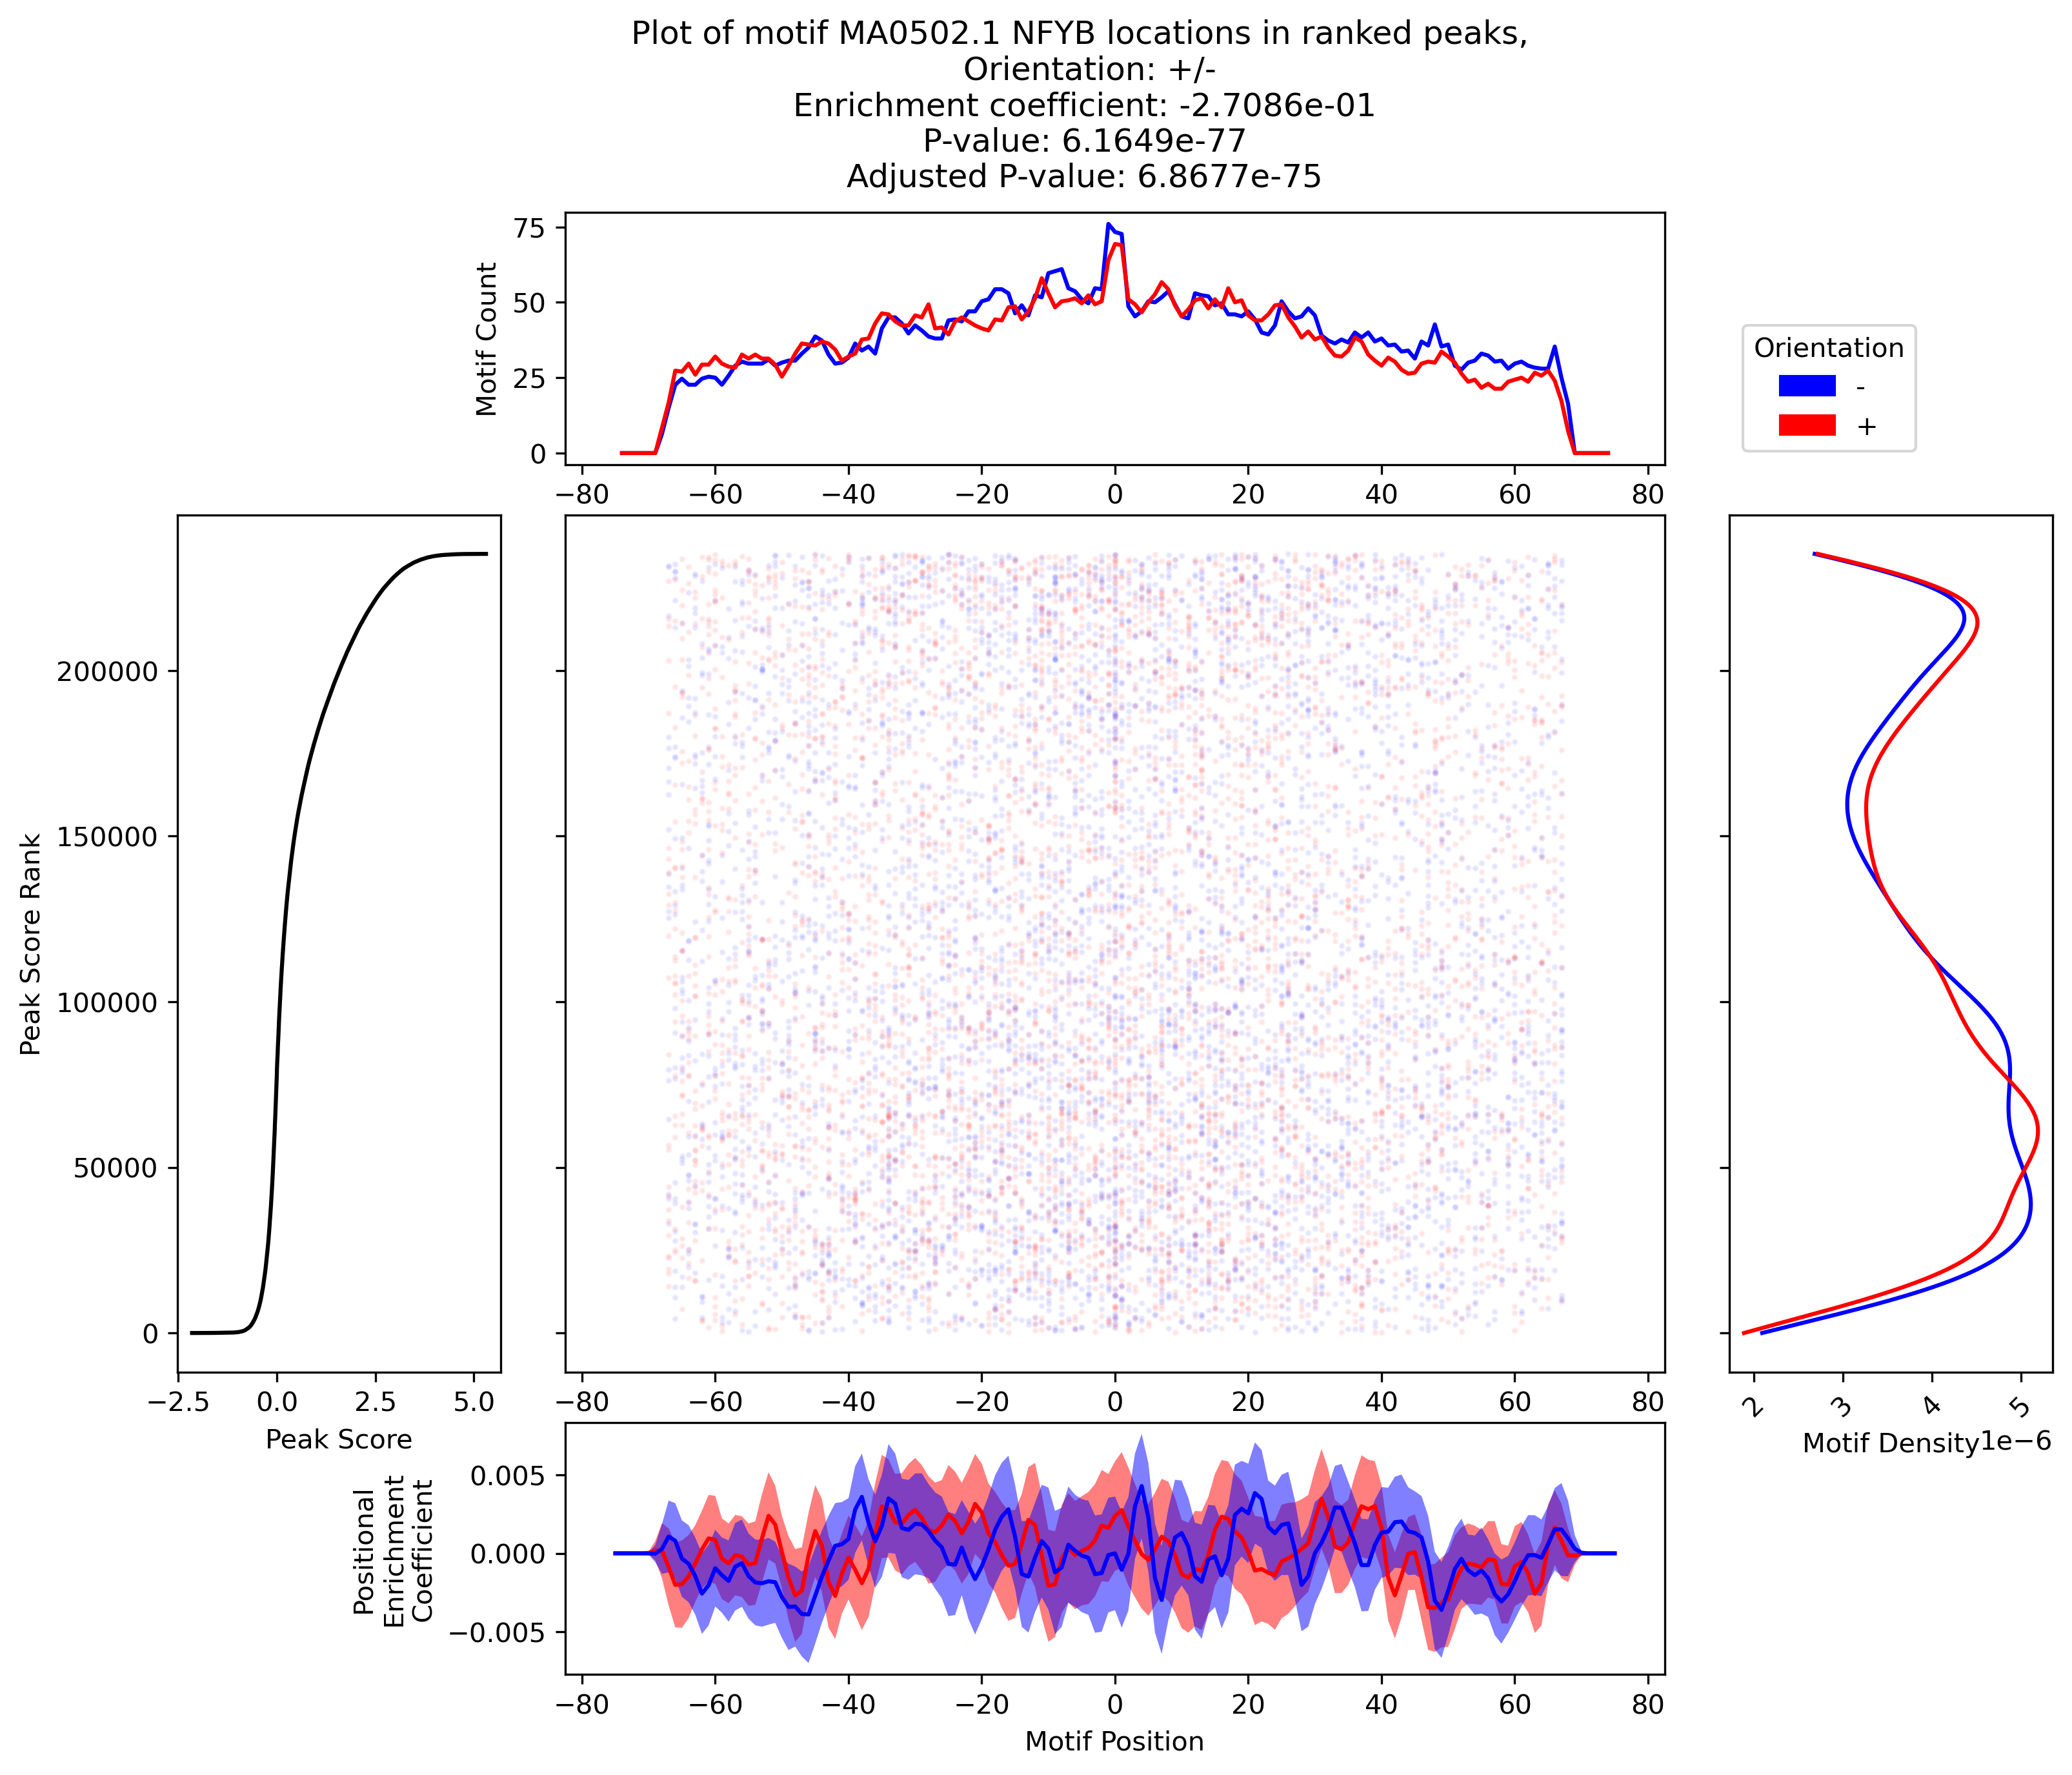 Plot of motif MA0502.1 NFYB locations in ranked peaks,
Orientation: +/-
Enrichment coefficient: -2.7086e-01
P-value: 6.1649e-77
Adjusted P-value: 6.8677e-75
Motif Count
75
50
25
0
−80 −60 −40 −20 0 20 40 60 80
Orientation
-
+
Peak Score Rank
200000
150000
100000
50000
0
−2.5 0.0 2.5 5.0
Peak Score
−80 −60 −40 −20 0 20 40 60 80
2 3 4 5
Motif Density
1e−6
Positional
Enrichment
Coefficient
0.005
0.000
−0.005
−80 −60 −40 −20 0 20 40 60 80
Motif Position